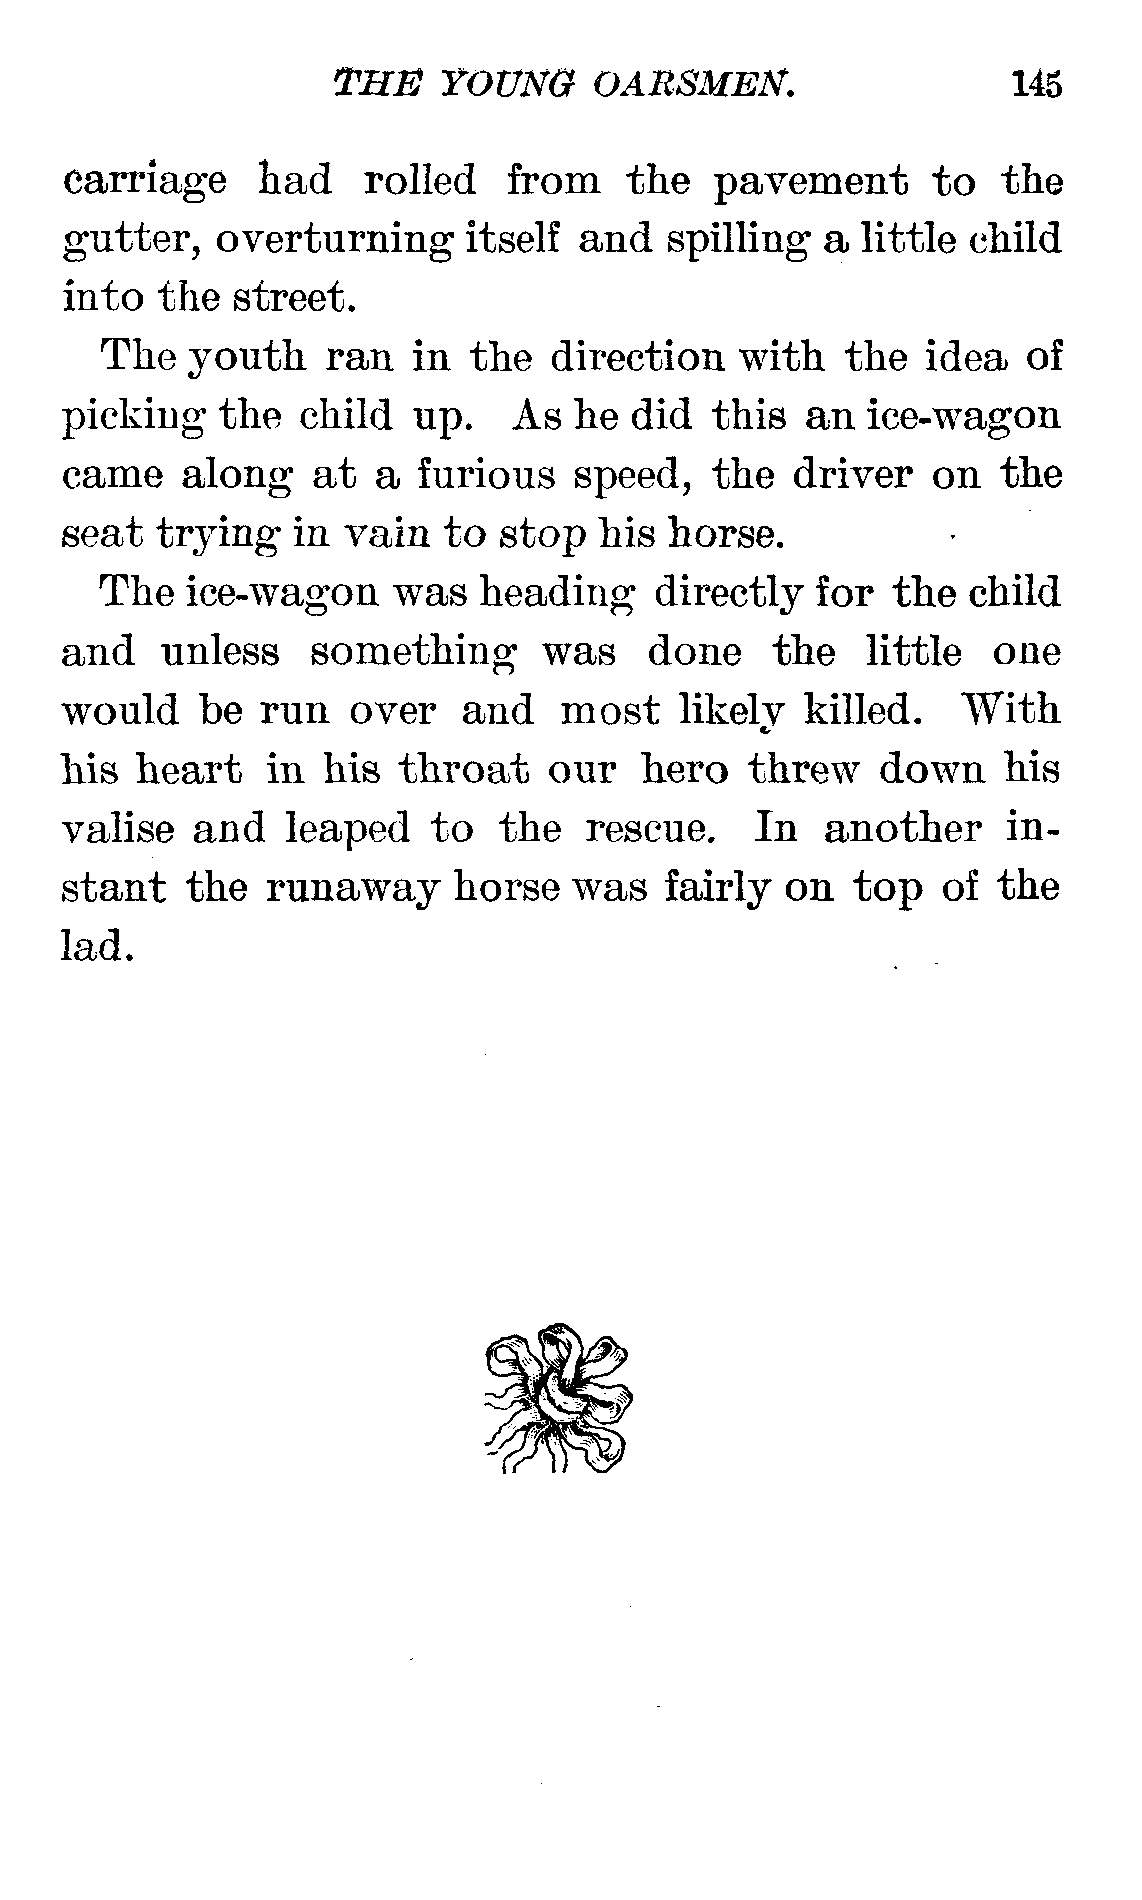 THE YOUNG OARSMEN. 145
carriage had rolled from the pavement to the
gutter, overturning itself and spilling a little child
into the street.
The youth ran in the direction with the idea of
picking the child up. As he did this an ice-wagon
came along at a furious speed, the driver on the
seat trying in vain to stop his horse.
The ice-wagon was heading directly for the child
and unless something was done the little one
would be run over and most likely killed. With
his heart in his throat our hero threw down his
valise and leaped to the rescue. In another in-
stant the runaway horse was fairly on top of the
lad.